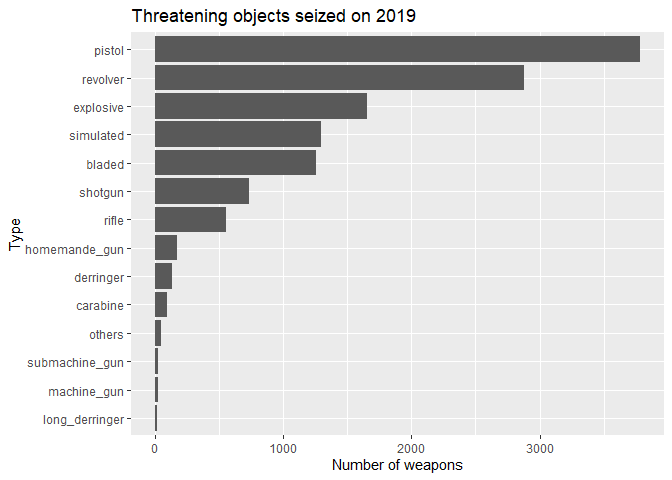 Threatening objects seized on 2019
Type
pistol
revolver
explosive
simulated
bladed
shotgun
rifle
homemande_gun
derringer
carabine
others
submachine_gun
machine_gun
long_derringer
0 1000 2000 3000
Number of weapons